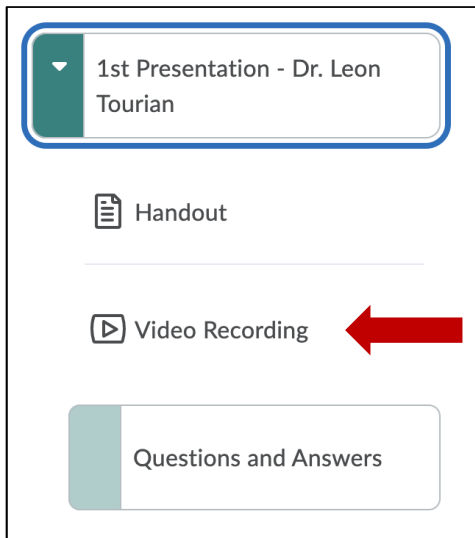 1st Presentation - Dr. Leon
Tourian
Handout
Video Recording
Questions and Answers